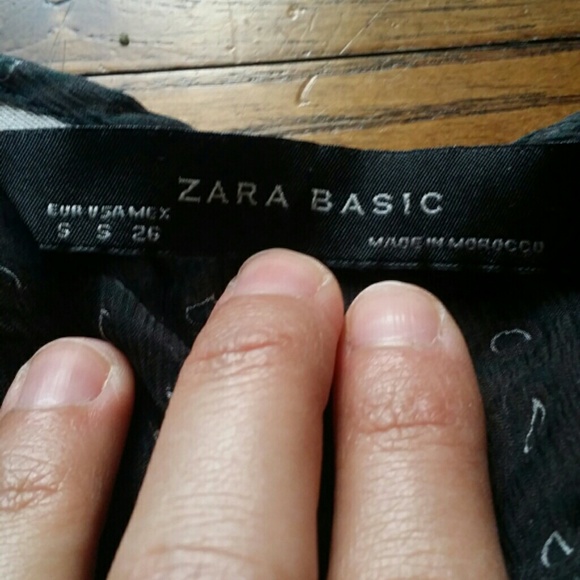 ZARA BASIC
EUR USA MEX
S S 26
MADE IN MOROCCO